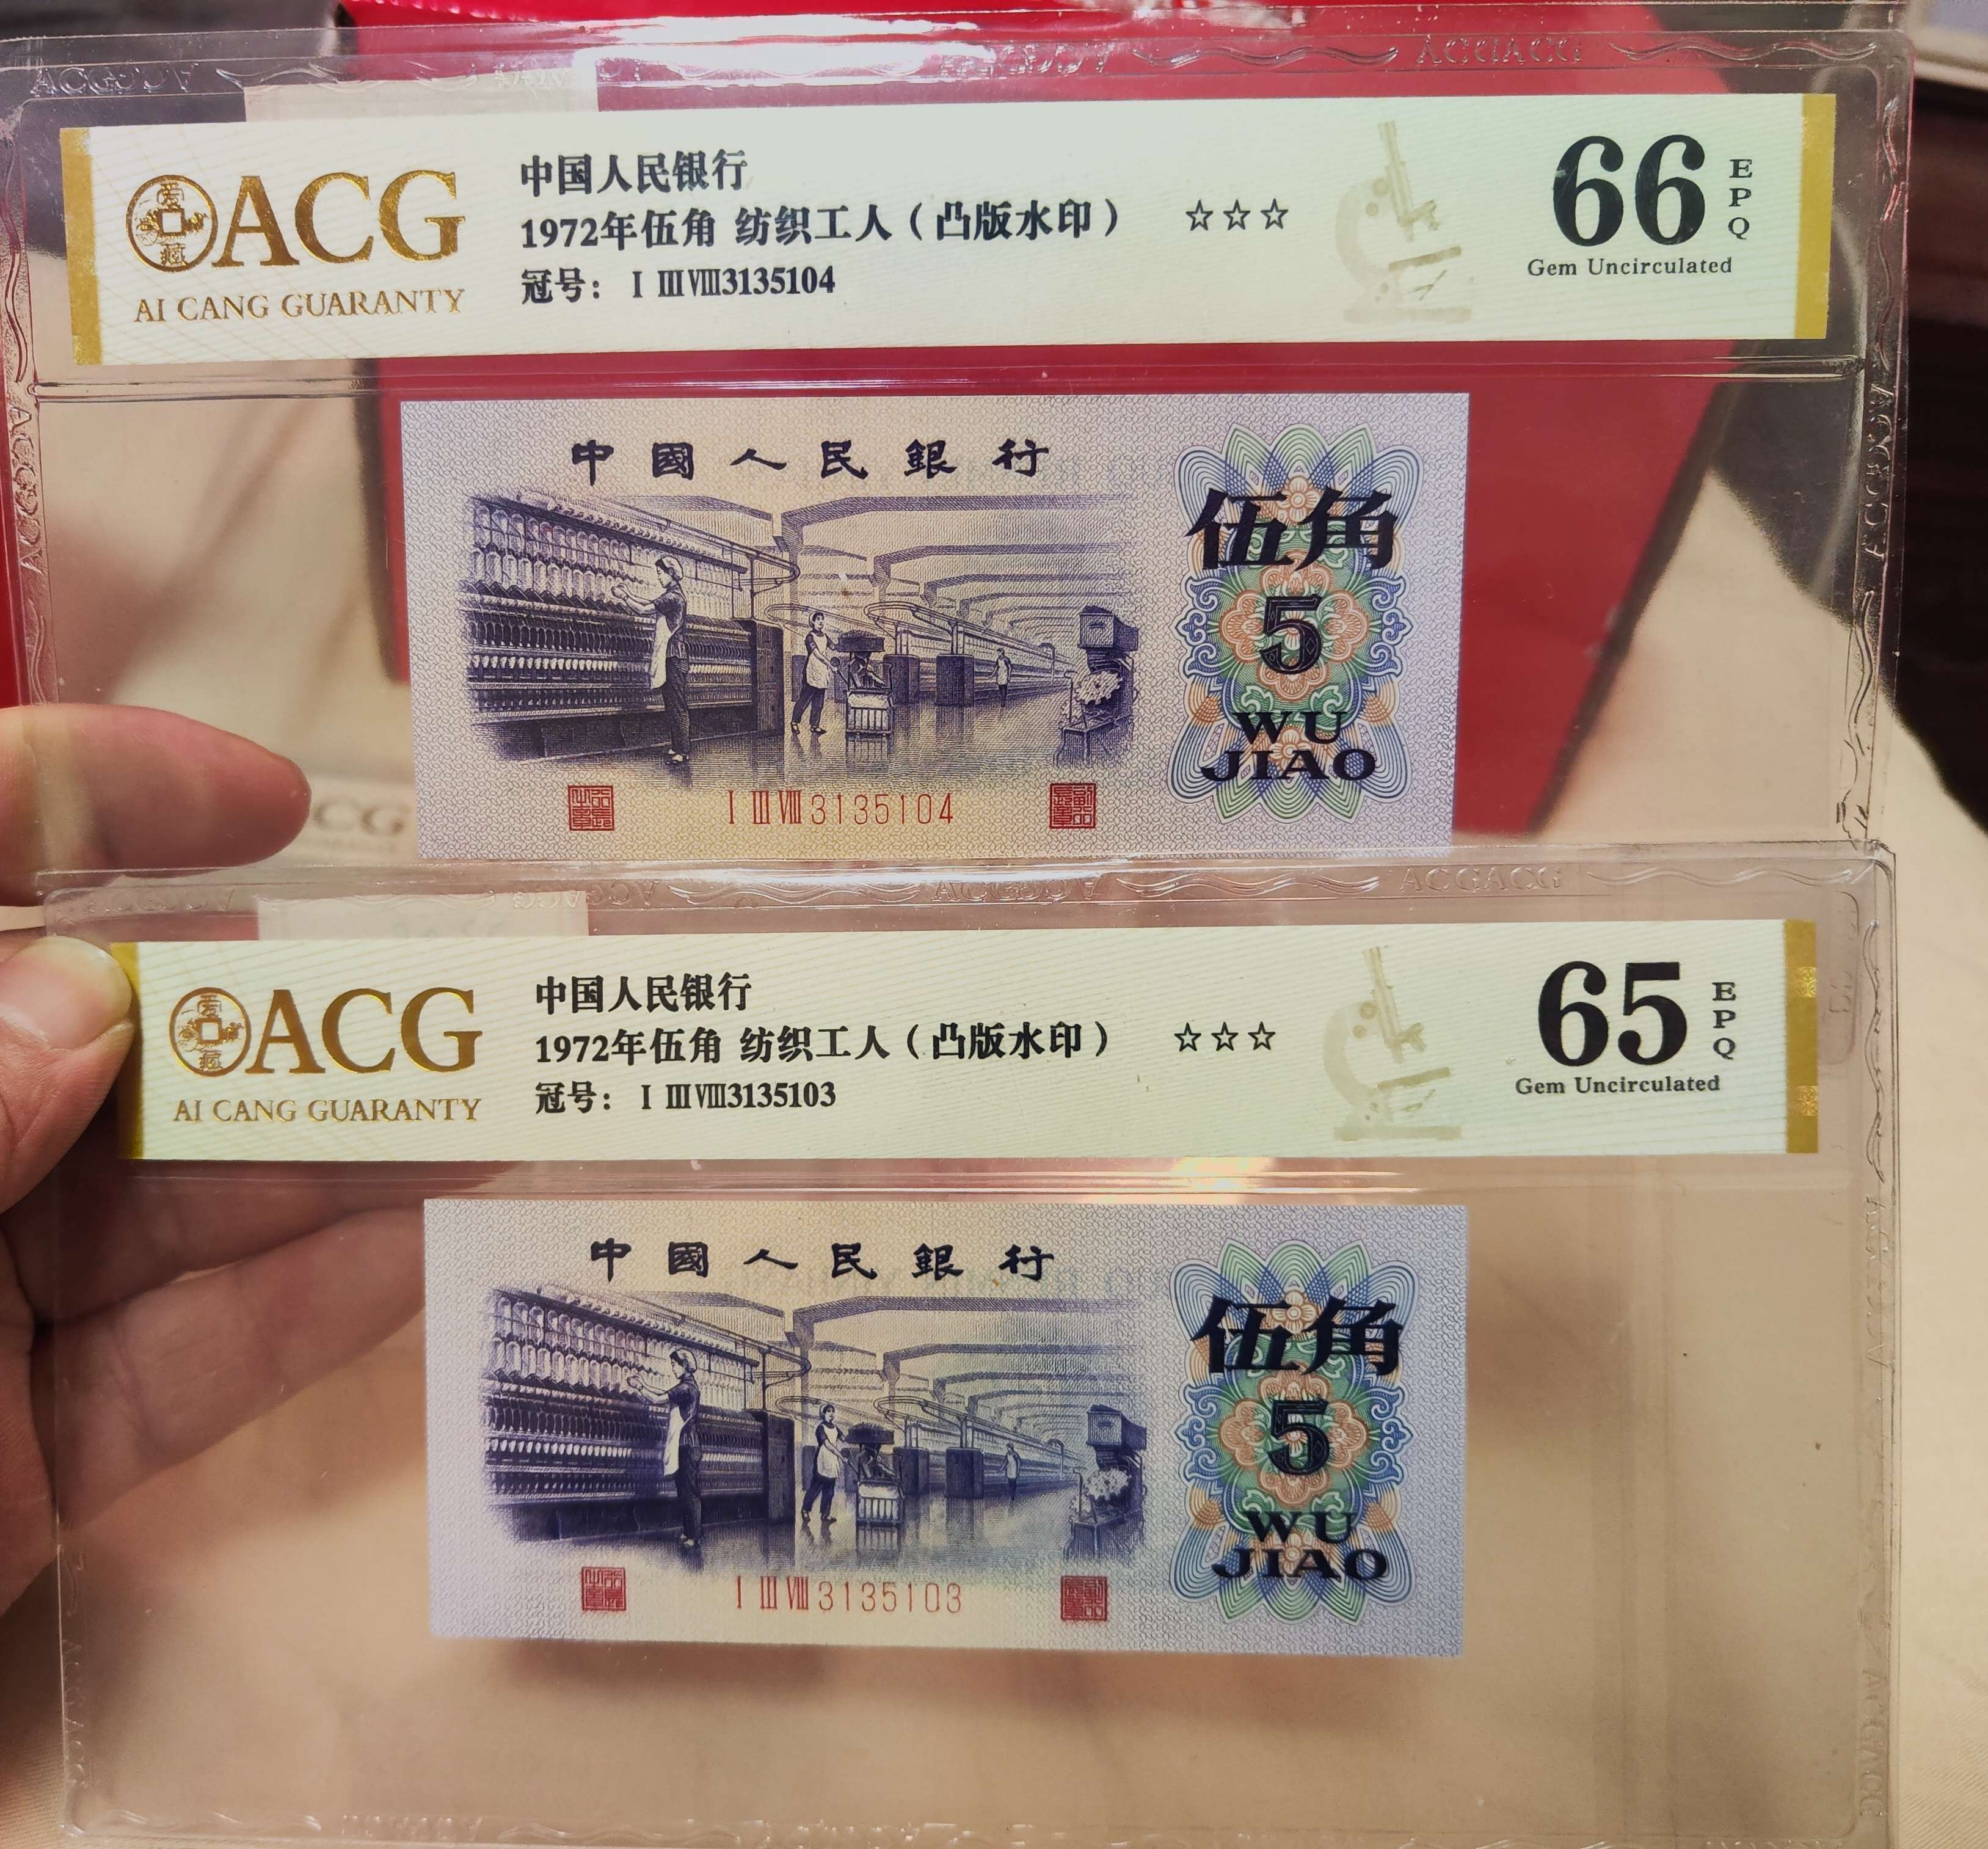 ACG
AI CANG GUARANTY
中国人民银行
1972年伍角 纺织工人（凸版水印） ☆☆☆
冠号： Ⅰ Ⅲ Ⅷ3135104
66
EPQ
Gem Uncirculated
中國人民銀行
伍角
5
WU
JIAO
Ⅰ Ⅲ Ⅷ 3135104
ACGACG
ACG
AI CANG GUARANTY
中国人民银行
1972年伍角 纺织工人（凸版水印） ☆☆☆
冠号： Ⅰ Ⅲ Ⅷ3135103
65
EPQ
Gem Uncirculated
中國人民銀行
伍角
5
WU
JIAO
Ⅰ Ⅲ Ⅷ 3135103